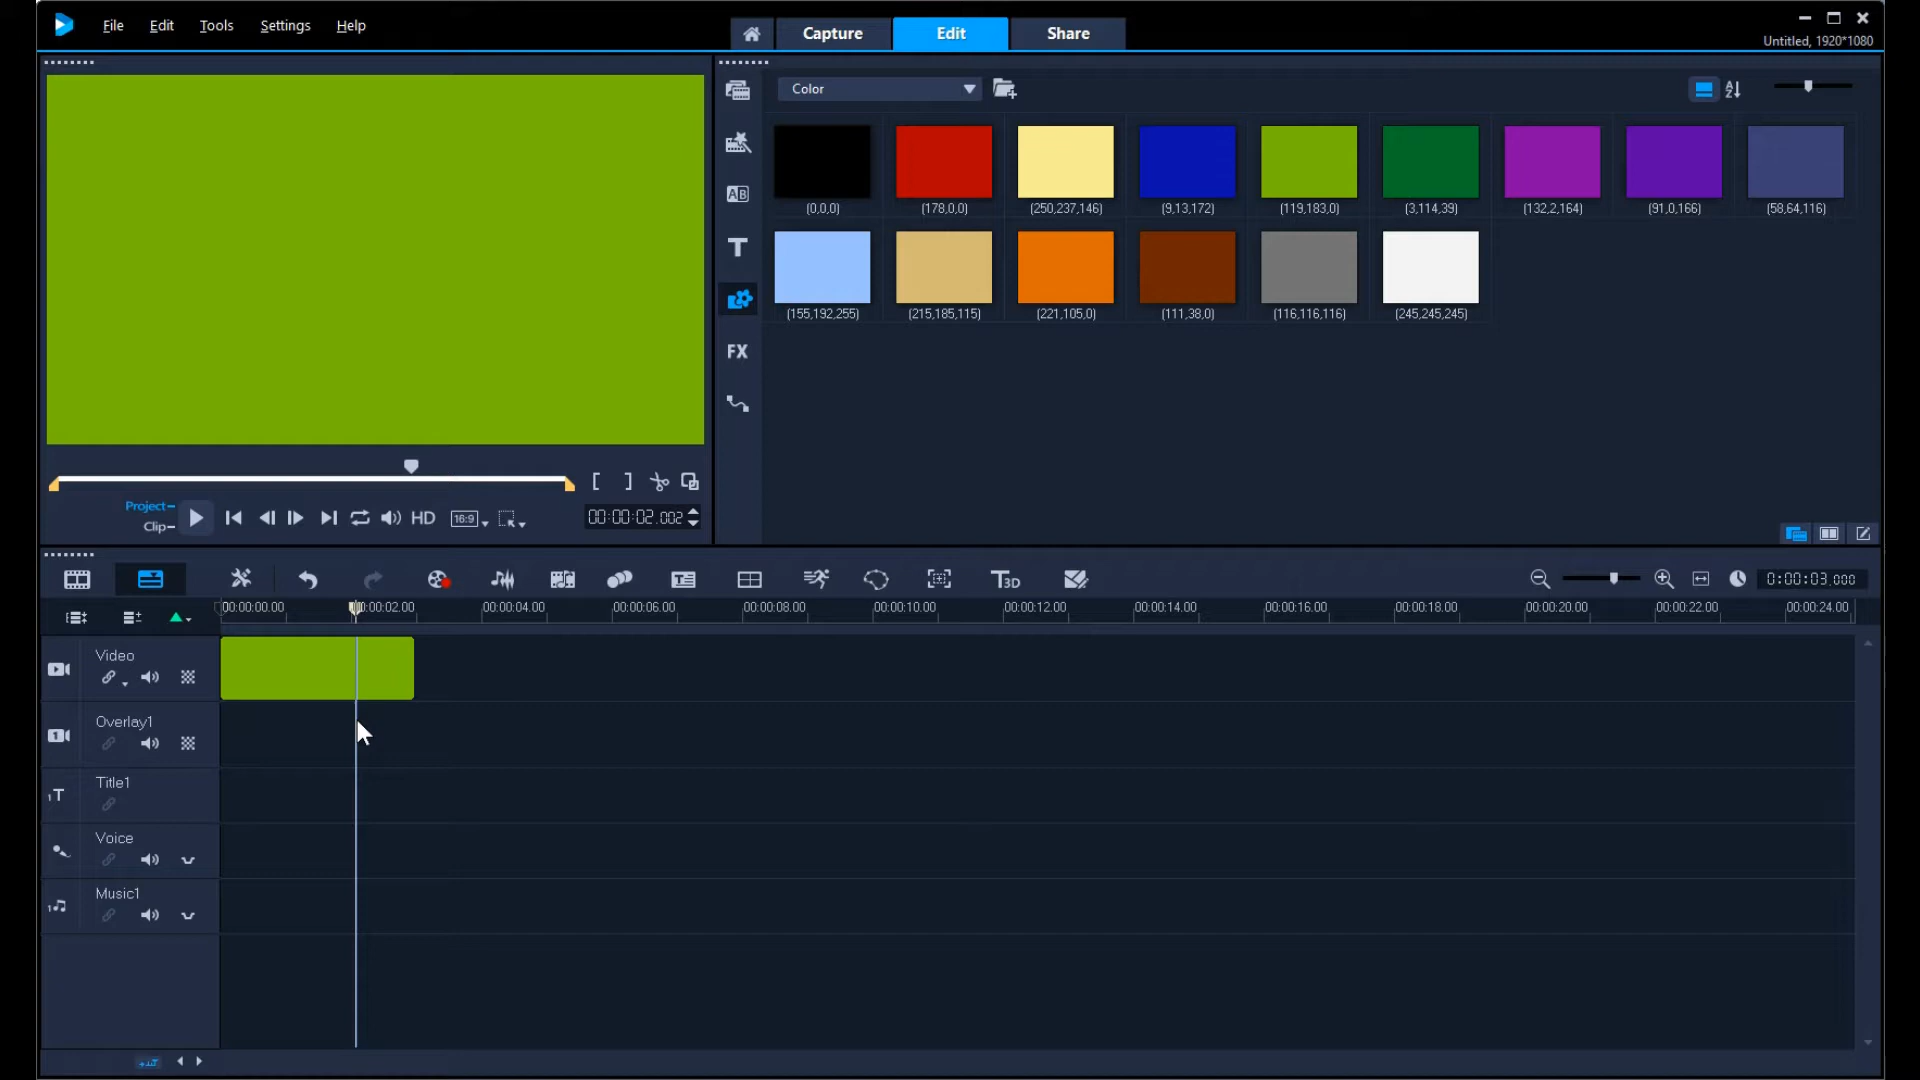 File Edit Tools Settings Help
Capture Edit Share
Untitled, 1920*1080
Color
(0,0,0) (178,0,0) (250,237,146) (9,13,172) (119,183,0) (3,114,39) (132,2,164) (91,0,166) (58,64,116)
(155,192,255) (215,185,115) (221,105,0) (111,38,0) (116,116,116) (245,245,245)
AB
T
FX
Project
Clip
HD
16:9
00:00:02.002
T3D
0:00:03.000
00:00:00.00 00:00:02.00 00:00:04.00 00:00:06.00 00:00:08.00 00:00:10.00 00:00:12.00 00:00:14.00 00:00:16.00 00:00:18.00 00:00:20.00 00:00:22.00 00:00:24.00
Video
Overlay1
1
Title1
1T
Voice
Music1
1